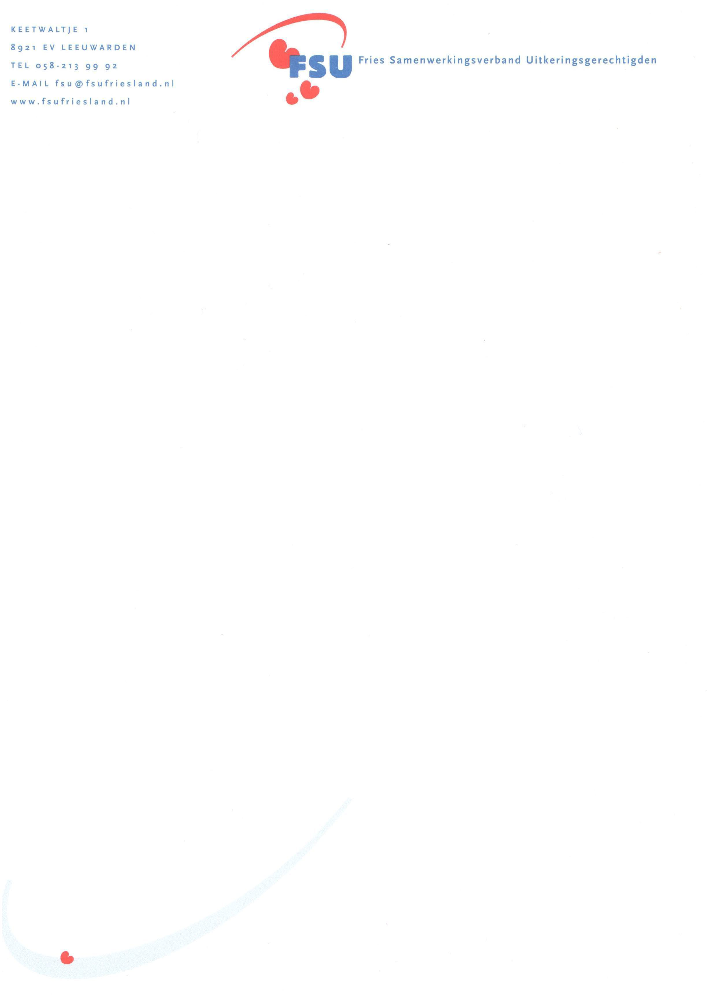 KEETWALTJE 1
8921 EV LEEUWARDEN
TEL 058-213 99 92
E-MAIL fsu@fsufriesland.nl
www.fsufriesland.nl
FSU Fries Samenwerkingsverband Uitkeringsgerechtigden